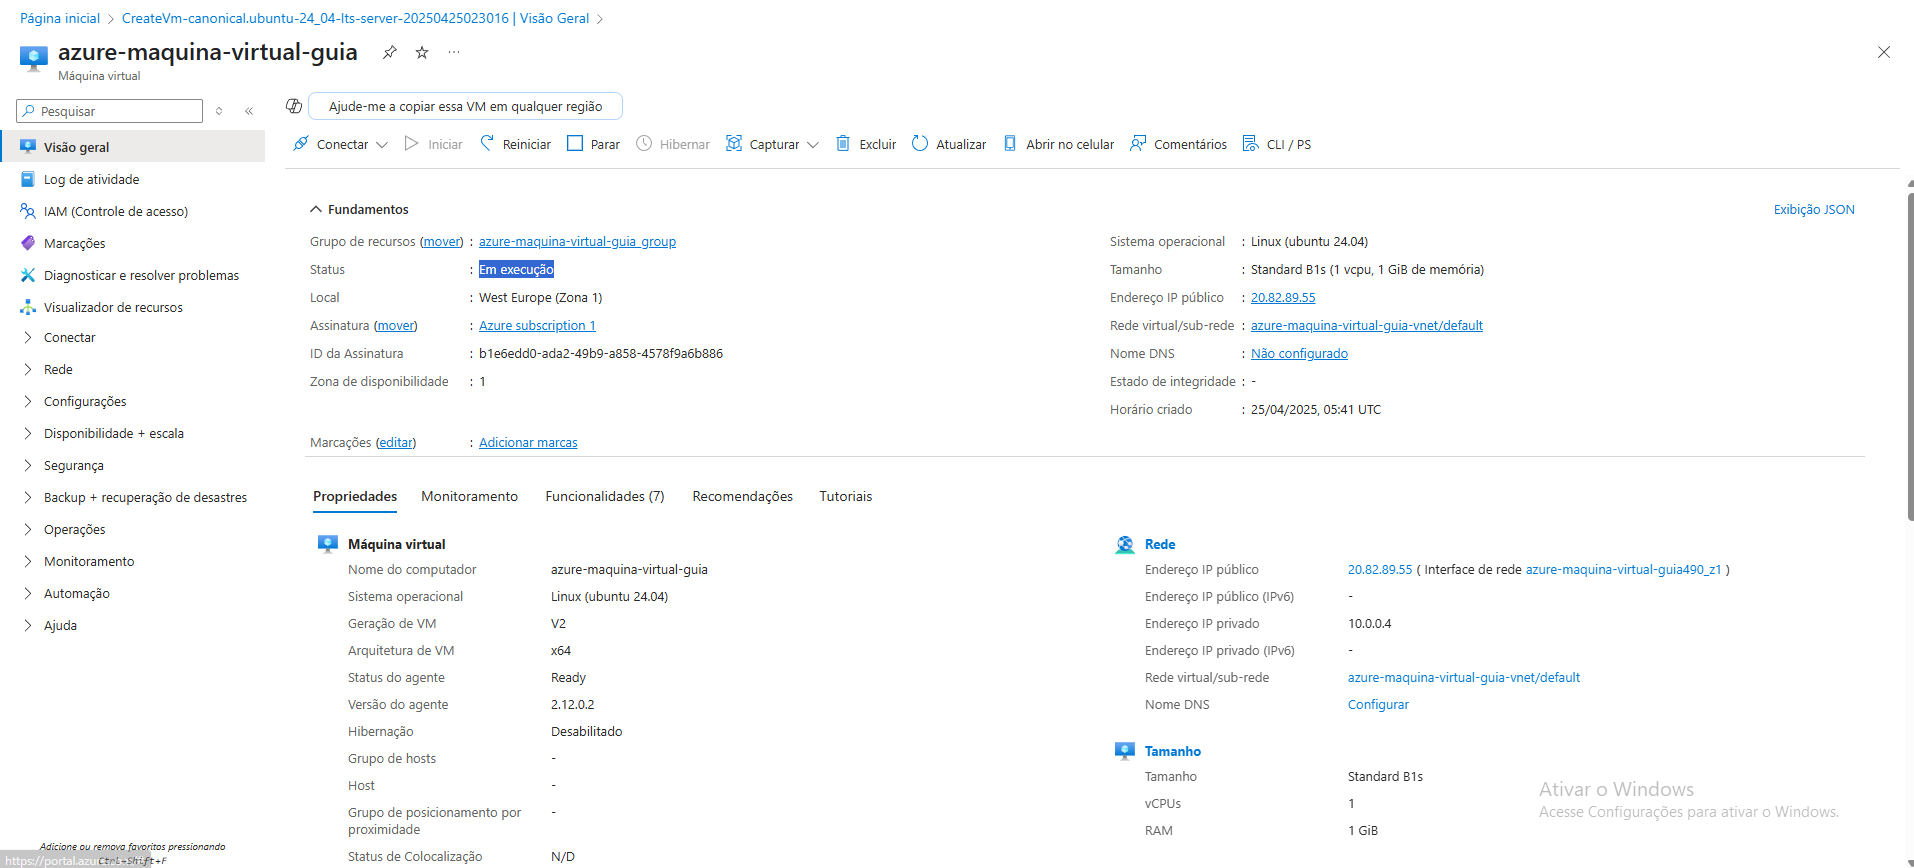 Página inicial > CreateVm-canonical.ubuntu-24_04-lts-server-20250425023016 | Visão Geral >
azure-maquina-virtual-guia
Máquina virtual
Pesquisar
Visão geral
Log de atividade
IAM (Controle de acesso)
Marcações
Diagnosticar e resolver problemas
Visualizador de recursos
Conectar
Rede
Configurações
Disponibilidade + escala
Segurança
Backup + recuperação de desastres
Operações
Monitoramento
Automação
Ajuda
Adicione ou remova favoritos pressionando
Ctrl+Shift+F
Ajude-me a copiar essa VM em qualquer região
Conectar Iniciar Reiniciar Parar Hibernar Capturar Excluir Atualizar Abrir no celular Comentários CLI / PS
Fundamentos
Exibição JSON
Grupo de recursos (mover) : azure-maquina-virtual-guia_group
Status : Em execução
Local : West Europe (Zona 1)
Assinatura (mover) : Azure subscription 1
ID da Assinatura : b1e6edd0-ada2-49b9-a858-4578f9a6b886
Zona de disponibilidade : 1
Sistema operacional : Linux (ubuntu 24.04)
Tamanho : Standard B1s (1 vcpu, 1 GiB de memória)
Endereço IP público : 20.82.89.55
Rede virtual/sub-rede : azure-maquina-virtual-guia-vnet/default
Nome DNS : Não configurado
Estado de integridade : -
Horário criado : 25/04/2025, 05:41 UTC
Marcações (editar) : Adicionar marcas
Propriedades Monitoramento Funcionalidades (7) Recomendações Tutoriais
Máquina virtual
Nome do computador azure-maquina-virtual-guia
Sistema operacional Linux (ubuntu 24.04)
Geração de VM V2
Arquitetura de VM x64
Status do agente Ready
Versão do agente 2.12.0.2
Hibernação Desabilitado
Grupo de hosts -
Host -
Grupo de posicionamento por -
proximidade
Status de Colocalização N/D
Rede
Endereço IP público 20.82.89.55 ( Interface de rede azure-maquina-virtual-guia490_z1 )
Endereço IP público (IPv6) -
Endereço IP privado 10.0.0.4
Endereço IP privado (IPv6) -
Rede virtual/sub-rede azure-maquina-virtual-guia-vnet/default
Nome DNS Configurar
Tamanho
Tamanho Standard B1s
vCPUs 1
RAM 1 GiB
Ativar o Windows
Acesse Configurações para ativar o Windows.